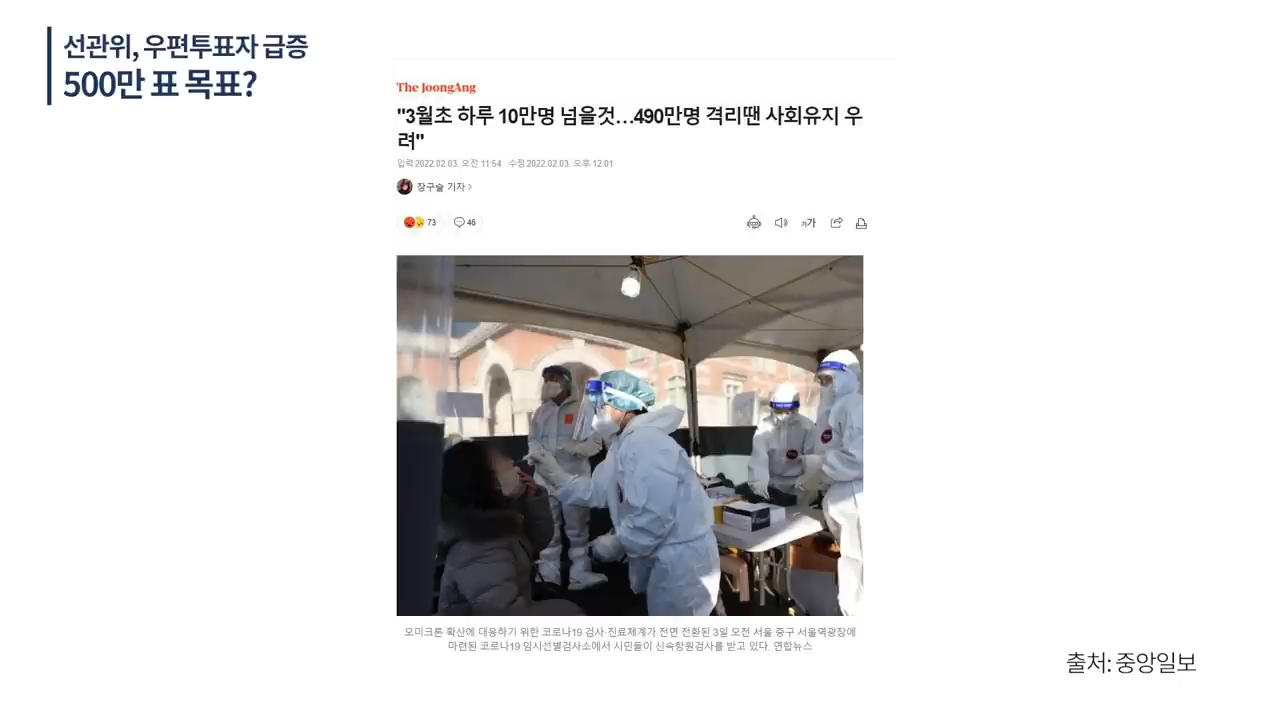 선관위, 우편투표자 급증
500만 표 목표?
The JoongAng
"3월초 하루 10만명 넘을것…490만명 격리땐 사회유지 우
려"
입력 2022.02.03. 오전 11:54 수정 2022.02.03. 오후 12:01
장구슬 기자 >
73 46
가가
오미크론 확산에 대응하기 위한 코로나19 검사·진료체계가 전면 전환된 3일 오전 서울 중구 서울역광장에
마련된 코로나19 임시선별검사소에서 시민들이 신속항원검사를 받고 있다. 연합뉴스
출처: 중앙일보